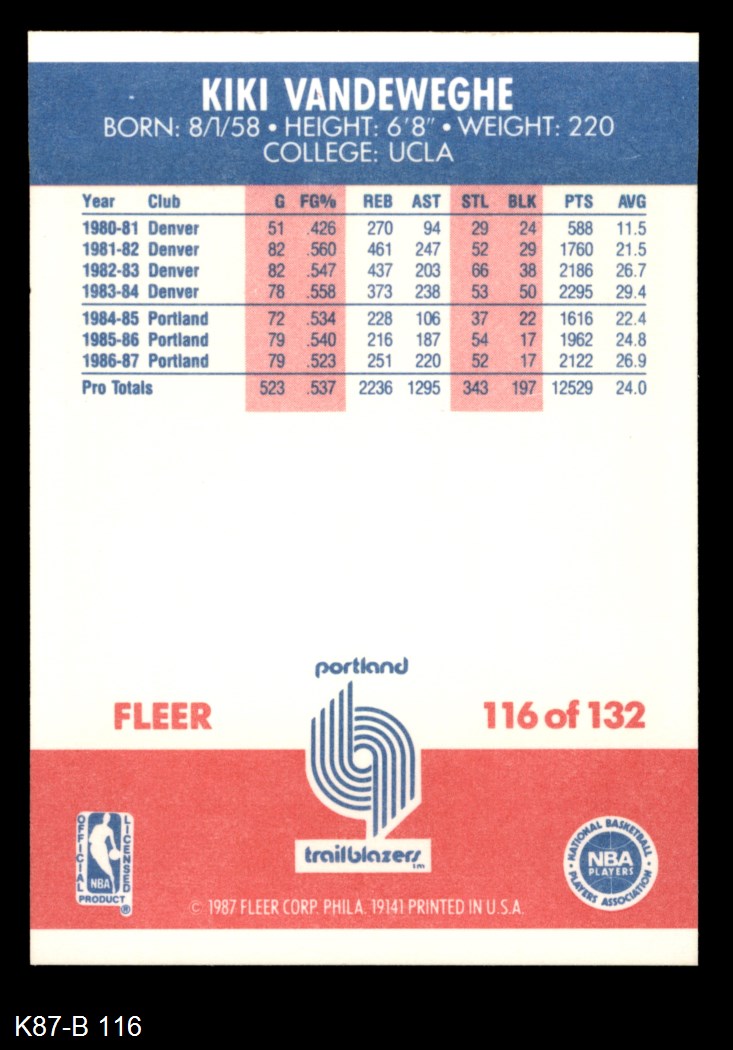 KIKI VANDEWEGHE
BORN: 8/1/58 • HEIGHT: 6'8" • WEIGHT: 220
COLLEGE: UCLA
Year Club G FG% REB AST STL BLK PTS AVG
1980-81 Denver 51 .426 270 94 29 24 588 11.5
1981-82 Denver 82 .560 461 247 52 29 1760 21.5
1982-83 Denver 82 .547 437 203 66 38 2186 26.7
1983-84 Denver 78 .558 373 238 53 50 2295 29.4
1984-85 Portland 72 .534 228 106 37 22 1616 22.4
1985-86 Portland 79 .540 216 187 54 17 1962 24.8
1986-87 Portland 79 .523 251 220 52 17 2122 26.9
Pro Totals 523 .537 2236 1295 343 197 12529 24.0
portland
FLEER
116 of 132
trailblazers TM
OFFICIAL LICENSED
NBA
PRODUCT ®
NATIONAL BASKETBALL
NBA
PLAYERS
PLAYERS ASSOCIATION
© 1987 FLEER CORP. PHILA. 19141 PRINTED IN U.S.A.
K87-B 116